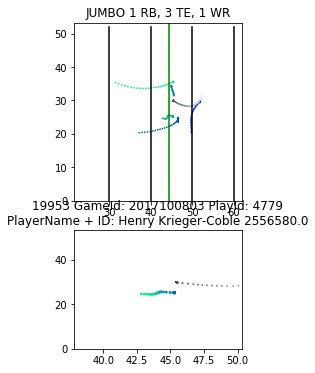 JUMBO 1 RB, 3 TE, 1 WR
50
40
30
20
10
0
30 40 50 60
19953 GameId: 2017100803 PlayId: 4779
PlayerName + ID: Henry Krieger-Coble 2556580.0
40
20
0
40.0 42.5 45.0 47.5 50.0